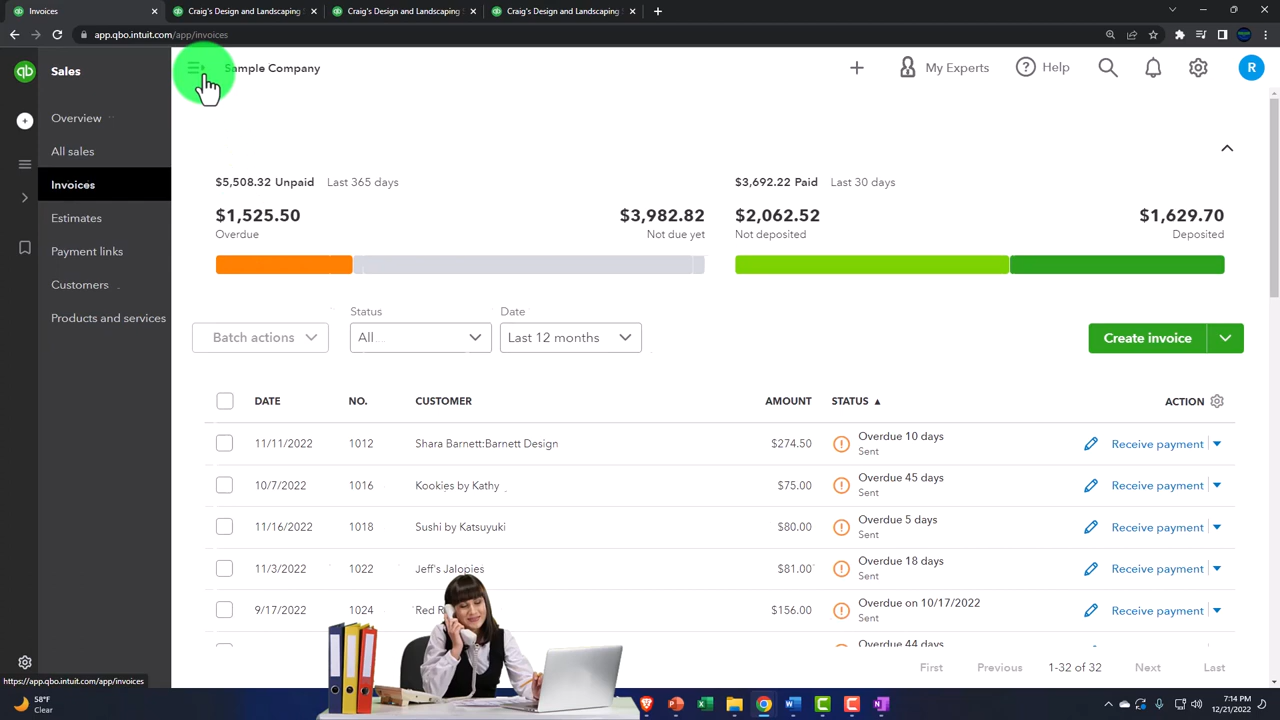 Invoices
Craig's Design and Landscaping
Craig's Design and Landscaping
Craig's Design and Landscaping
app.qbo.intuit.com/app/invoices
qb
Sales
Sample Company
My Experts
Help
R
Overview
All sales
Invoices
Estimates
Payment links
Customers
Products and services
$5,508.32 Unpaid Last 365 days
$3,692.22 Paid Last 30 days
$1,525.50 $3,982.82 $2,062.52 $1,629.70
Overdue Not due yet Not deposited Deposited
Status Date
Batch actions All Last 12 months Create invoice
DATE NO. CUSTOMER AMOUNT STATUS ▲ ACTION
11/11/2022 1012 Shara Barnett:Barnett Design $274.50 Overdue 10 days Receive payment
Sent
10/7/2022 1016 Kookies by Kathy $75.00 Overdue 45 days Receive payment
Sent
11/16/2022 1018 Sushi by Katsuyuki $80.00 Overdue 5 days Receive payment
Sent
11/3/2022 1022 Jeff's Jalopies $81.00 Overdue 18 days Receive payment
Sent
9/17/2022 1024 Red $156.00 Overdue on 10/17/2022 Receive payment
Sent
Overdue 44 days
First Previous 1-32 of 32 Next Last
https://pes.app.qbo.intuit.com/app/invoices
58°F
Clear
7:14 PM
12/21/2022